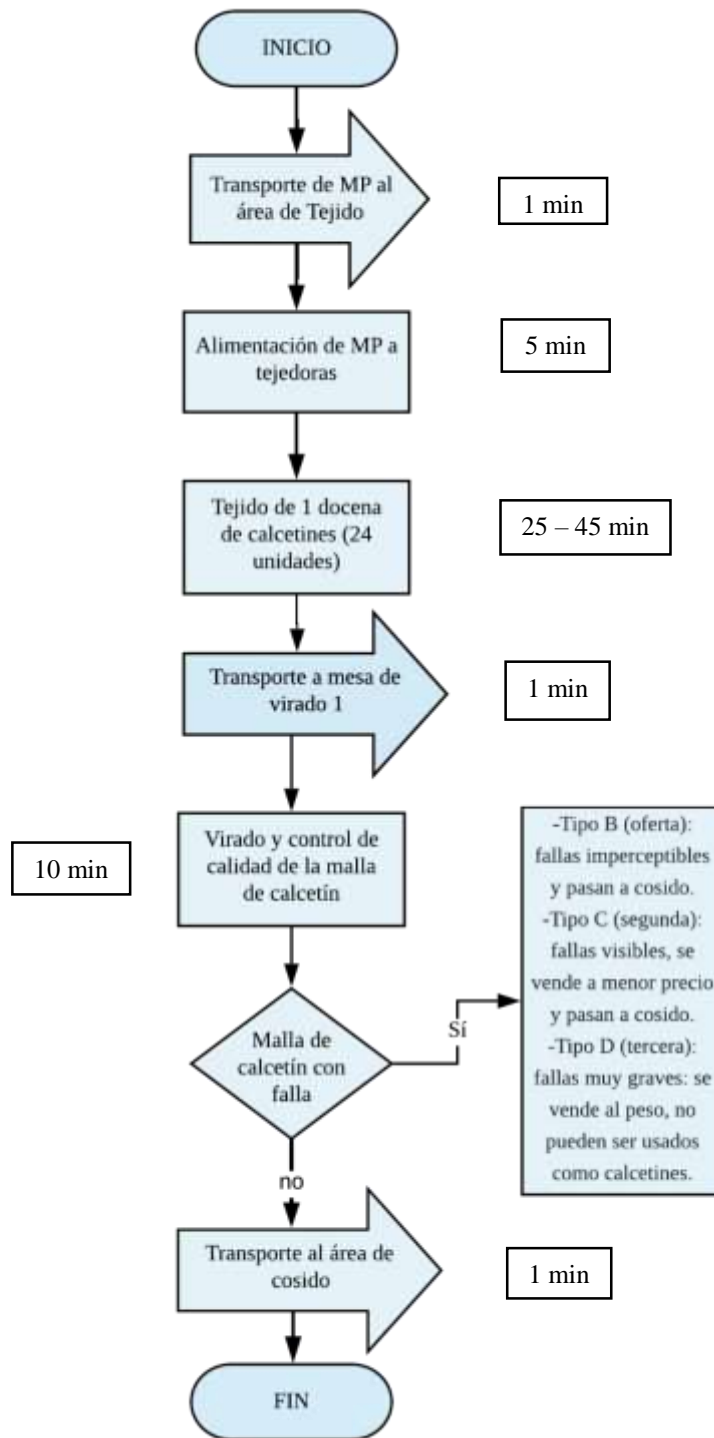 INICIO
Transporte de MP al
área de Tejido
1 min
Alimentación de MP a
tejedoras
5 min
Tejido de 1 docena
de calcetines (24
unidades)
25 – 45 min
Transporte a mesa de
virado 1
1 min
10 min
Virado y control de
calidad de la malla
de calcetín
Malla de
calcetín con
falla
Sí
-Tipo B (oferta):
fallas imperceptibles
y pasan a cosido.
-Tipo C (segunda):
fallas visibles, se
vende a menor precio
y pasan a cosido.
-Tipo D (tercera):
fallas muy graves: se
vende al peso, no
pueden ser usados
como calcetines.
no
Transporte al área de
cosido
1 min
FIN